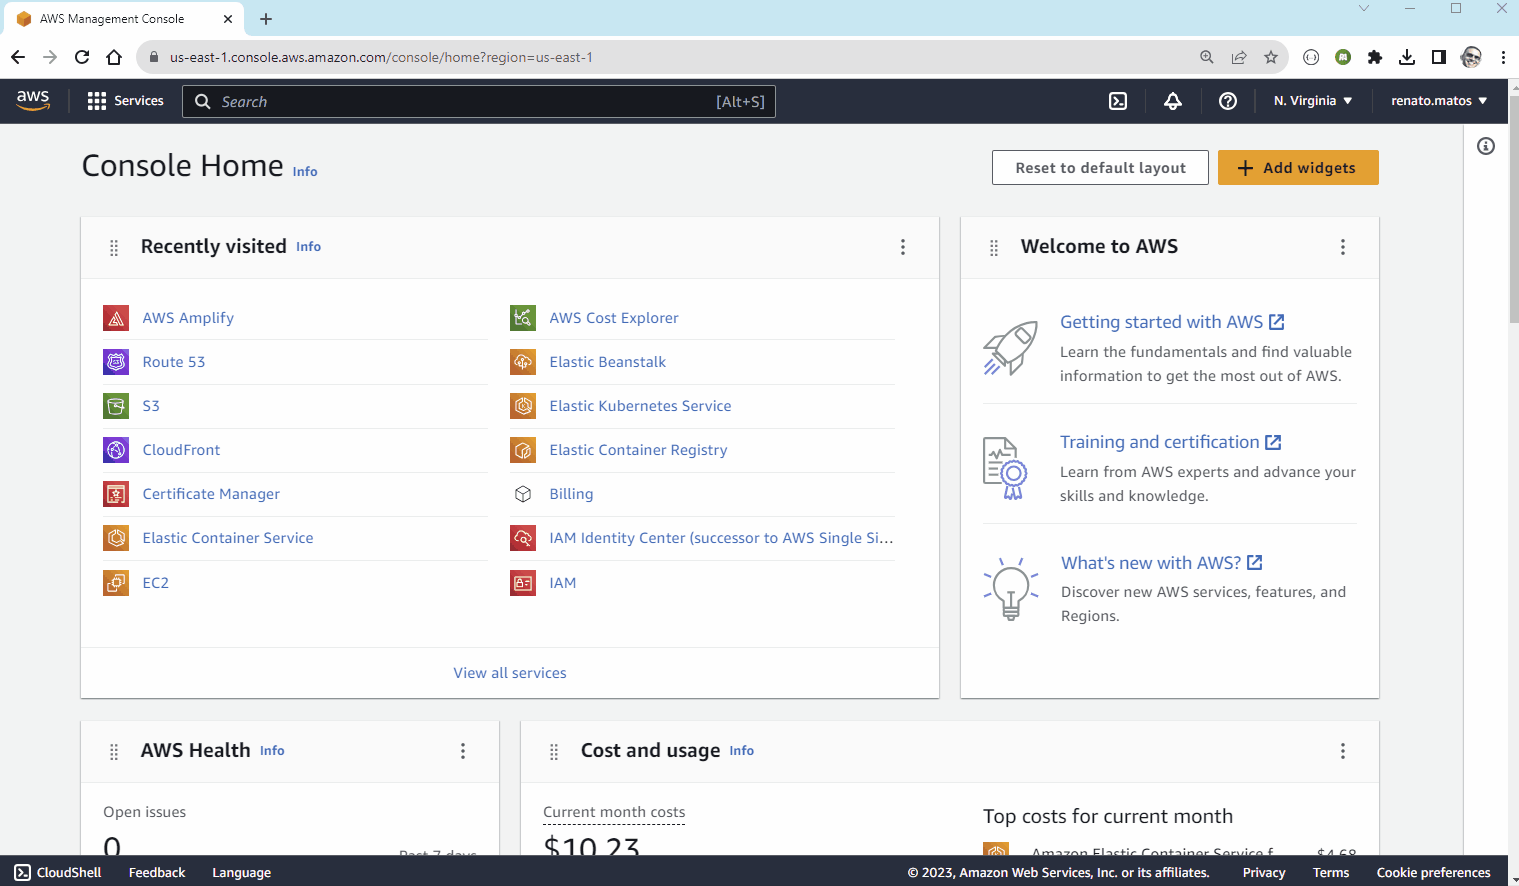 AWS Management Console
us-east-1.console.aws.amazon.com/console/home?region=us-east-1
aws
Services
Search [Alt+S]
N. Virginia
renato.matos
Console Home Info
Reset to default layout
Add widgets
Recently visited Info
AWS Amplify
Route 53
S3
CloudFront
Certificate Manager
Elastic Container Service
EC2
AWS Cost Explorer
Elastic Beanstalk
Elastic Kubernetes Service
Elastic Container Registry
Billing
IAM Identity Center (successor to AWS Single Si...
IAM
View all services
Welcome to AWS
Getting started with AWS
Learn the fundamentals and find valuable
information to get the most out of AWS.
Training and certification
Learn from AWS experts and advance your
skills and knowledge.
What's new with AWS?
Discover new AWS services, features, and
Regions.
AWS Health Info
Open issues
0
Past 7 days
Cost and usage Info
Current month costs
$10.23
Top costs for current month
Amazon Elastic Container Service f
$4.68
CloudShell
Feedback
Language
© 2023, Amazon Web Services, Inc. or its affiliates.
Privacy
Terms
Cookie preferences